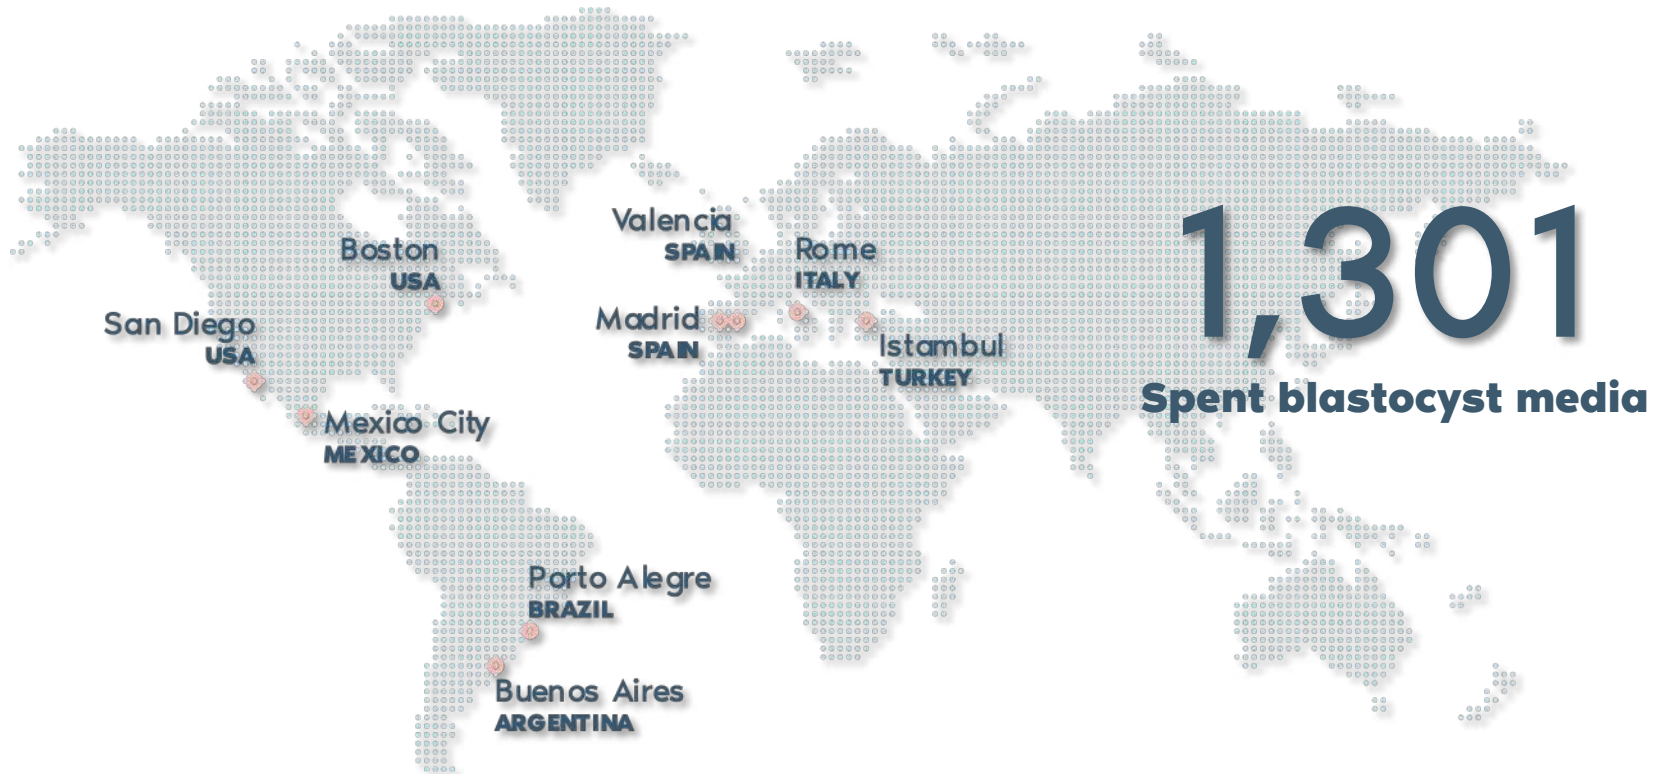 Valencia
SPAIN
Boston
USA
Rome
ITALY
1,301
San Diego
USA
Madrid
SPAIN
Istambul
TURKEY
Spent blastocyst media
Mexico City
MEXICO
Porto Alegre
BRAZIL
Buenos Aires
ARGENTINA